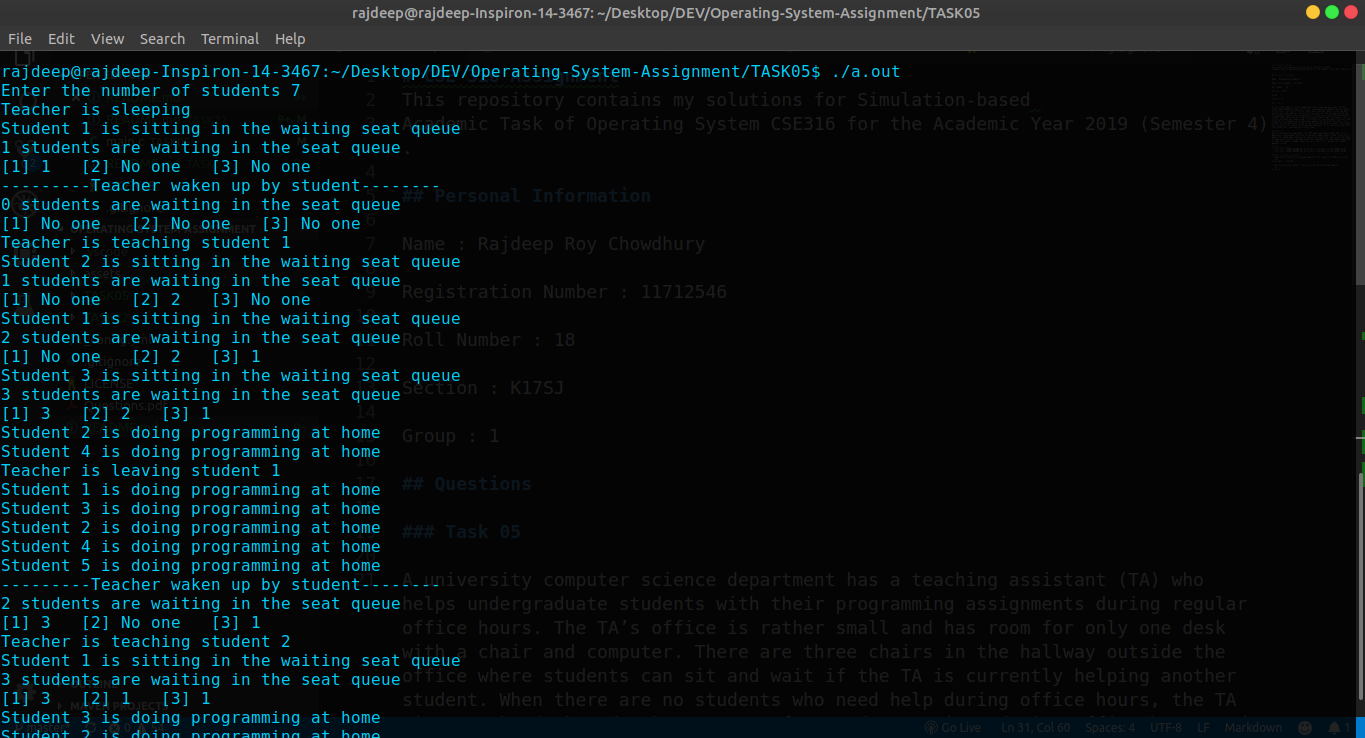 rajdeep@rajdeep-Inspiron-14-3467: ~/Desktop/DEV/Operating-System-Assignment/TASK05
File Edit View Search Terminal Help
rajdeep@rajdeep-Inspiron-14-3467:~/Desktop/DEV/Operating-System-Assignment/TASK05$ ./a.out
Enter the number of students 7
Teacher is sleeping
Student 1 is sitting in the waiting seat queue
1 students are waiting in the seat queue
[1] 1 [2] No one [3] No one
---------Teacher waken up by student--------
0 students are waiting in the seat queue
[1] No one [2] No one [3] No one
Teacher is teaching student 1
Student 2 is sitting in the waiting seat queue
1 students are waiting in the seat queue
[1] No one [2] 2 [3] No one
Student 1 is sitting in the waiting seat queue
2 students are waiting in the seat queue
[1] No one [2] 2 [3] 1
Student 3 is sitting in the waiting seat queue
3 students are waiting in the seat queue
[1] 3 [2] 2 [3] 1
Student 2 is doing programming at home
Student 4 is doing programming at home
Teacher is leaving student 1
Student 1 is doing programming at home
Student 3 is doing programming at home
Student 2 is doing programming at home
Student 4 is doing programming at home
Student 5 is doing programming at home
---------Teacher waken up by student--------
2 students are waiting in the seat queue
[1] 3 [2] No one [3] 1
Teacher is teaching student 2
Student 1 is sitting in the waiting seat queue
3 students are waiting in the seat queue
[1] 3 [2] 1 [3] 1
Student 3 is doing programming at home
Student 2 is doing programming at home
2 This repository contains my solutions for Simulation-based
Academic Task of Operating System CSE316 for the Academic Year 2019 (Semester 4)
.
4
## Personal Information
6
7 Name : Rajdeep Roy Chowdhury
9 Registration Number : 11712546
Roll Number : 18
12
Section : K17SJ
14
Group : 1
16
17 ## Questions
### Task 05
A university computer science department has a teaching assistant (TA) who
helps undergraduate students with their programming assignments during regular
office hours. The TA’s office is rather small and has room for only one desk
with a chair and computer. There are three chairs in the hallway outside the
office where students can sit and wait if the TA is currently helping another
student. When there are no students who need help during office hours, the TA
MAVEN PROJECTS
Go Live Ln 31, Col 60 Spaces: 4 UTF-8 LF Markdown 1